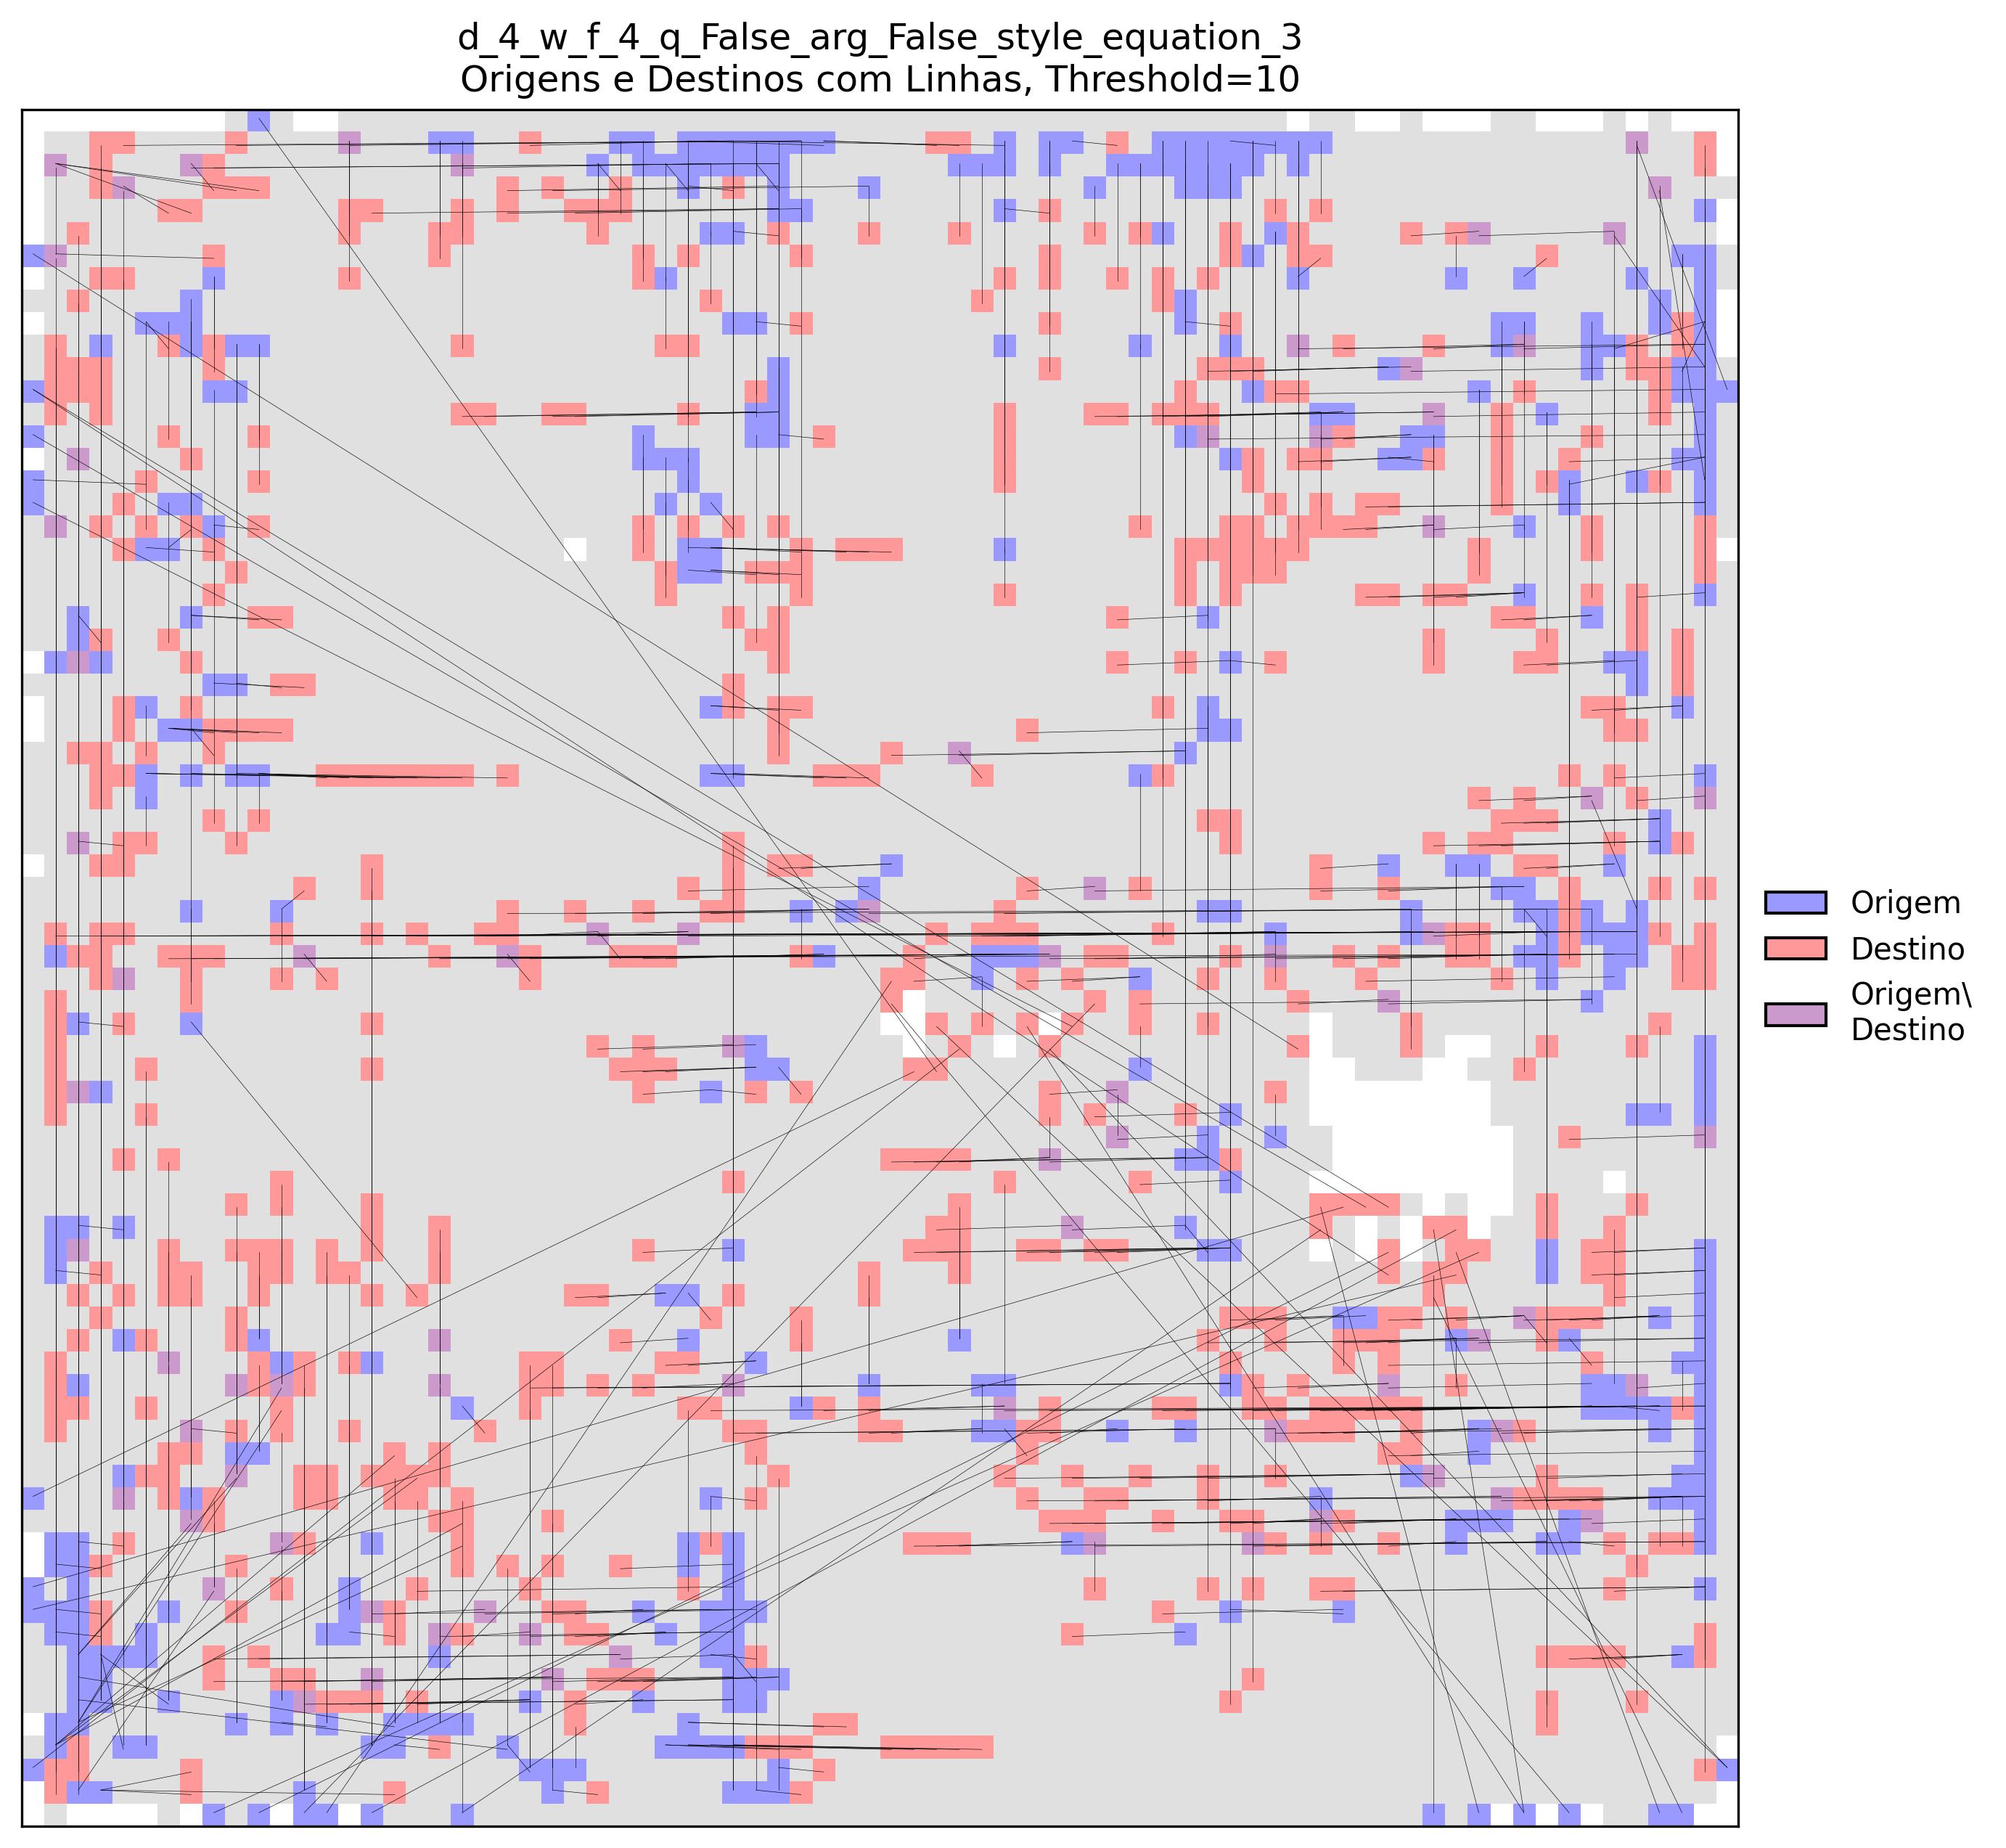 d_4_w_f_4_q_False_arg_False_style_equation_3
Origens e Destinos com Linhas, Threshold=10
Origem
Destino
Origem\
Destino